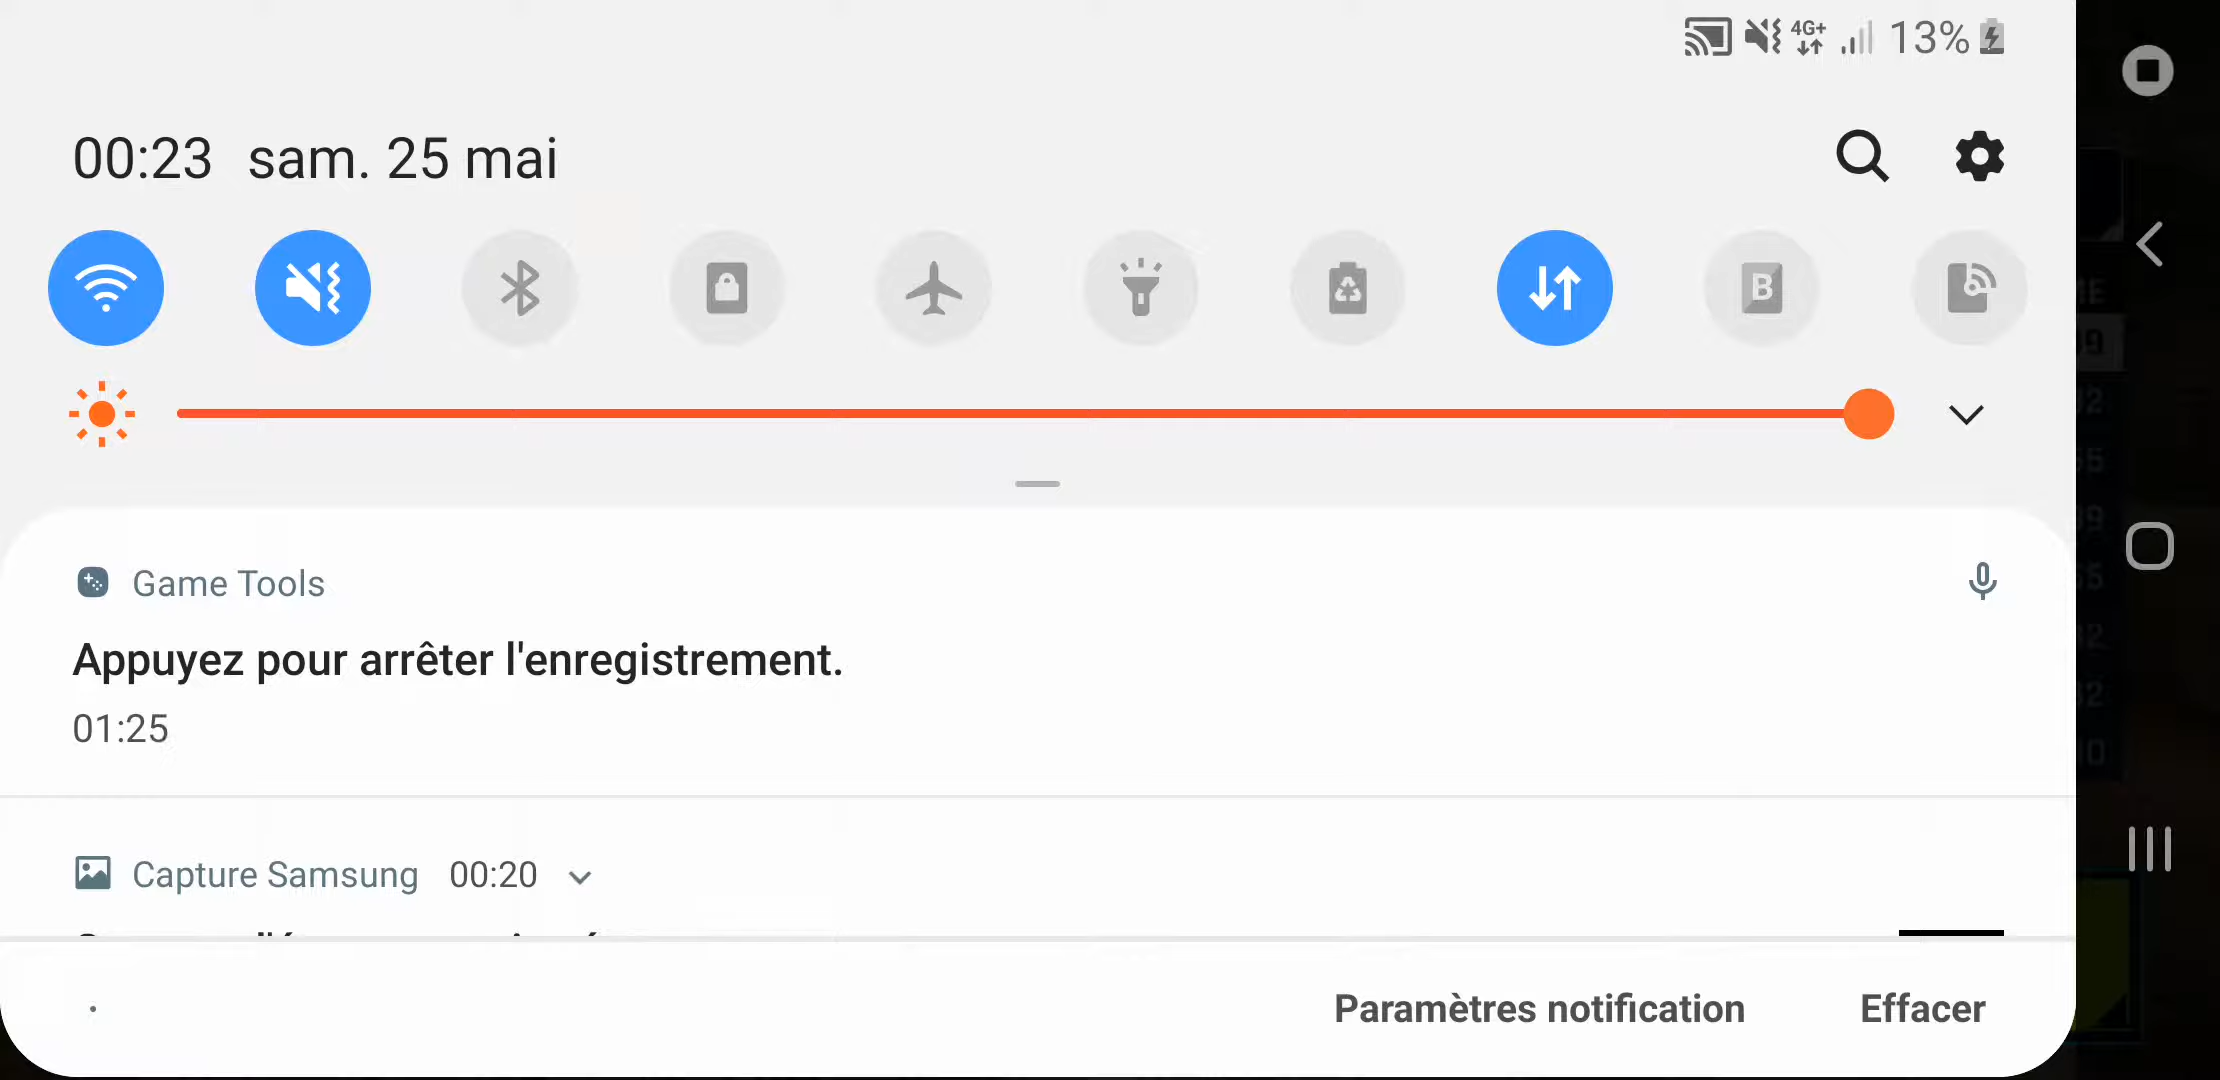 4G+ 13%
00:23 sam. 25 mai
B
Game Tools
Appuyez pour arrêter l'enregistrement.
01:25
Capture Samsung 00:20
Paramètres notification Effacer